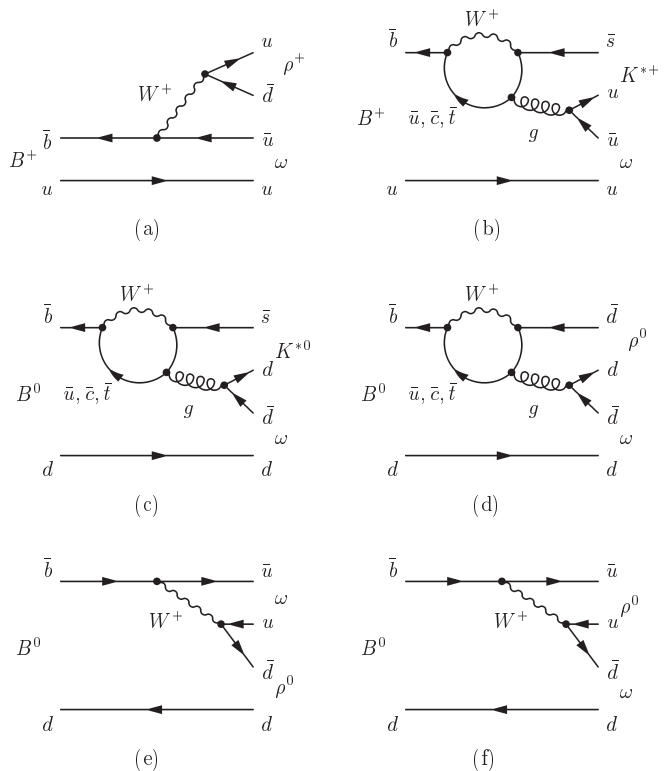 u
ρ⁺
W⁺
d̄
b̄
ū
B⁺
ω
u
u
(a)
W⁺
b̄
s̄
K*⁺
u
B⁺
ū, c̄, t̄
g
ū
ω
u
u
(b)
W⁺
b̄
s̄
K*⁰
d
B⁰
ū, c̄, t̄
g
d̄
ω
d
d
(c)
W⁺
b̄
d̄
ρ⁰
d
B⁰
ū, c̄, t̄
g
d̄
ω
d
d
(d)
b̄
ū
ω
W⁺
u
B⁰
d̄
ρ⁰
d
d
(e)
b̄
ū
ρ⁰
W⁺
u
B⁰
d̄
ω
d
d
(f)